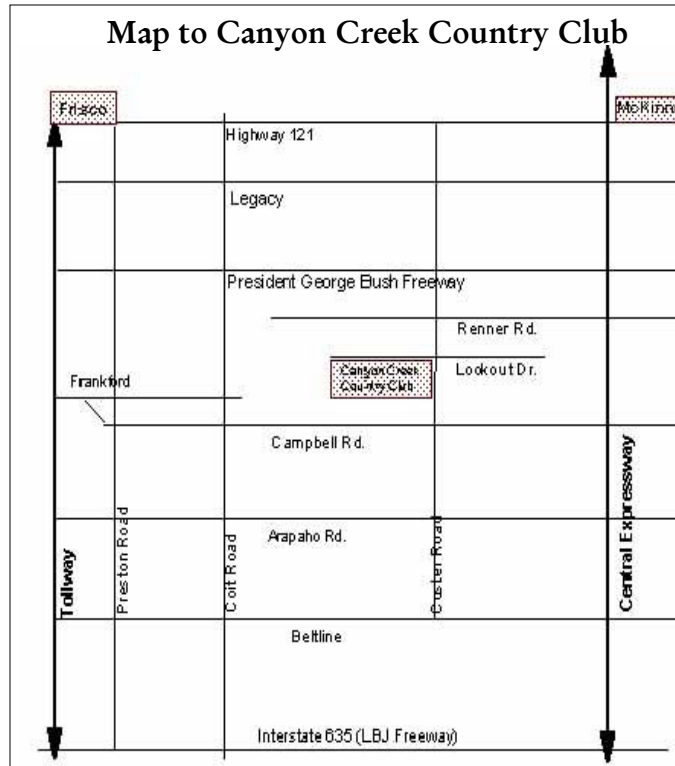 Map to Canyon Creek Country Club
Frisco
McKinn
Highway 121
Legacy
President George Bush Freeway
Renner Rd.
Canyon Creek
Country Club
Lookout Dr.
Frankford
Campbell Rd.
Arapaho Rd.
Tollway
Preston Road
Coit Road
Custer Road
Central Expressway
Beltline
Interstate 635 (LBJ Freeway)